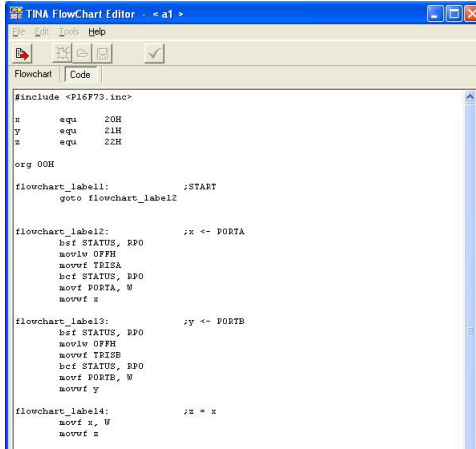 TINA FlowChart Editor - < a1 >
File Edit Tools Help
Flowchart Code
#include <P16F73.inc>
x equ 20H
y equ 21H
z equ 22H
org 00H
flowchart_label1: ;START
goto flowchart_label2
flowchart_label2: ;x <- PORTA
bsf STATUS, RP0
movlw 0FFH
movwf TRISA
bcf STATUS, RP0
movf PORTA, W
movwf x
flowchart_label3: ;y <- PORTB
bsf STATUS, RP0
movlw 0FFH
movwf TRISB
bcf STATUS, RP0
movf PORTB, W
movwf y
flowchart_label4: ;z = x
movf x, W
movwf z